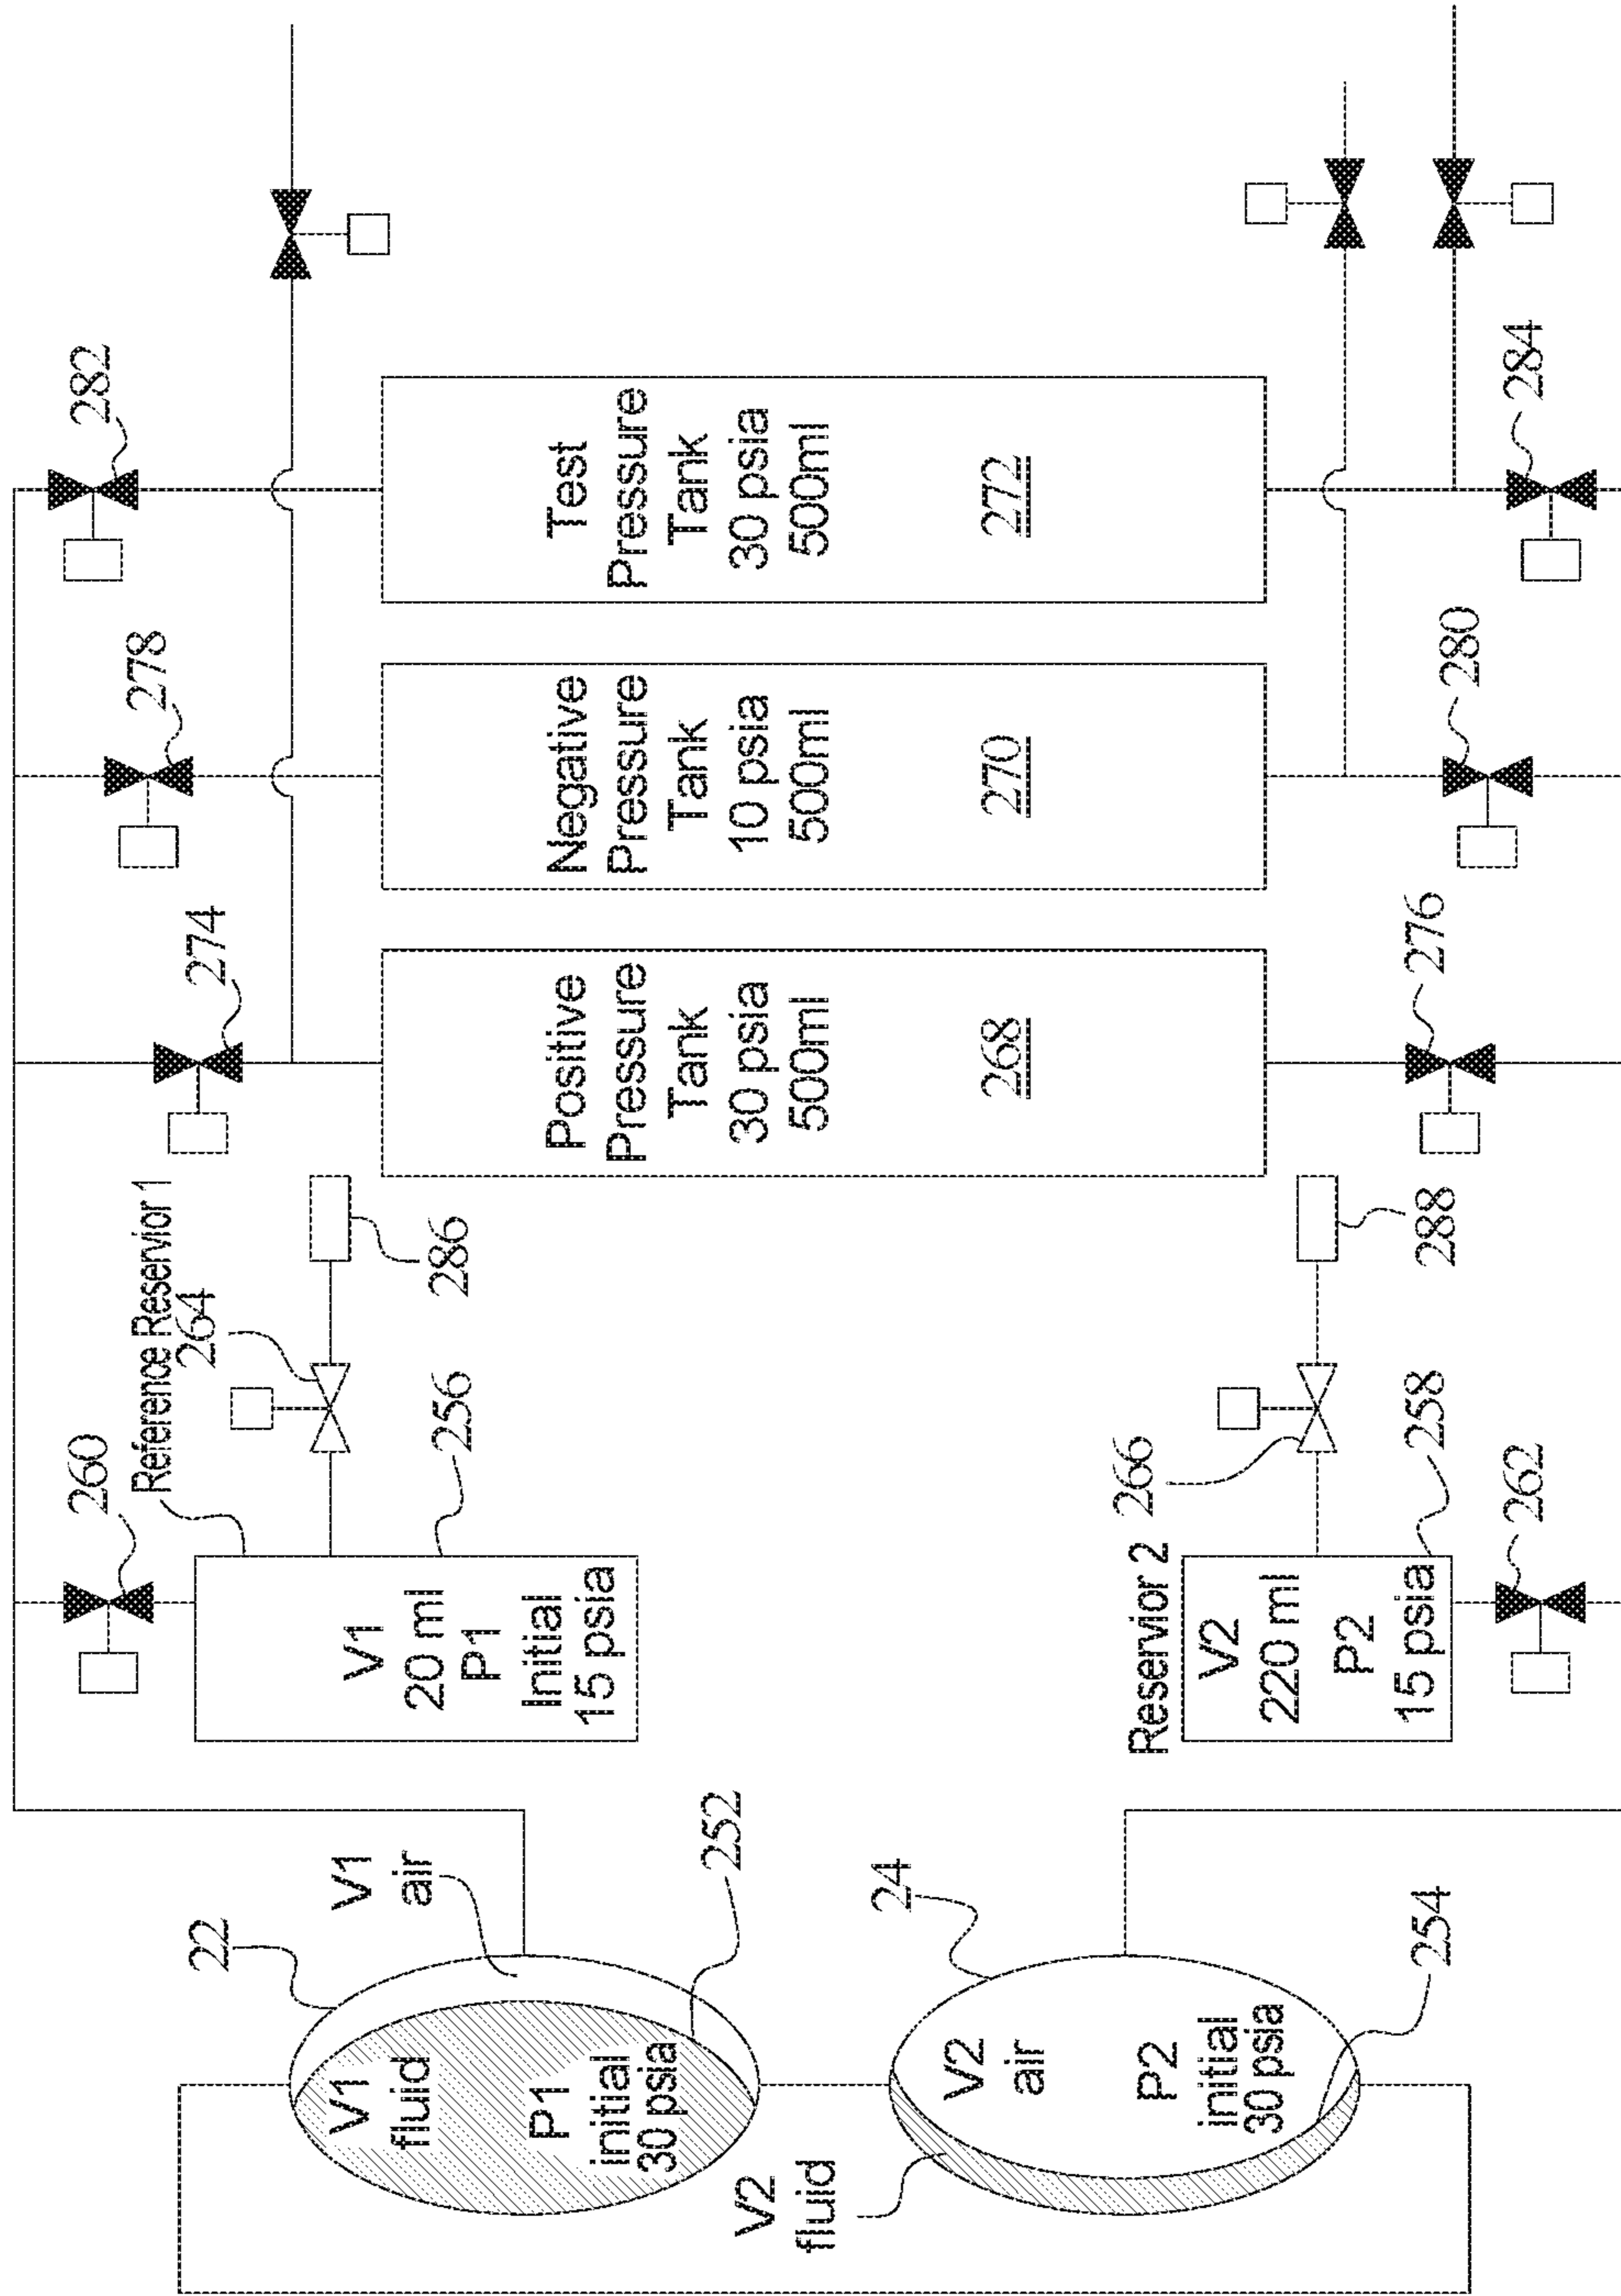 282
278
274
Reference Reservior 1
264
260
286
256
V1
20 ml
P1
Initial
15 psia
V1
air
22
252
V1
fluid
P1
initial
30 psia
Test
Pressure
Tank
30 psia
500ml
272
Negative
Pressure
Tank
10 psia
500ml
270
Positive
Pressure
Tank
30 psia
500ml
268
284
280
276
288
266
258
262
Reservior 2
V2
220 ml
P2
15 psia
24
254
V2
air
P2
initial
30 psia
V2
fluid